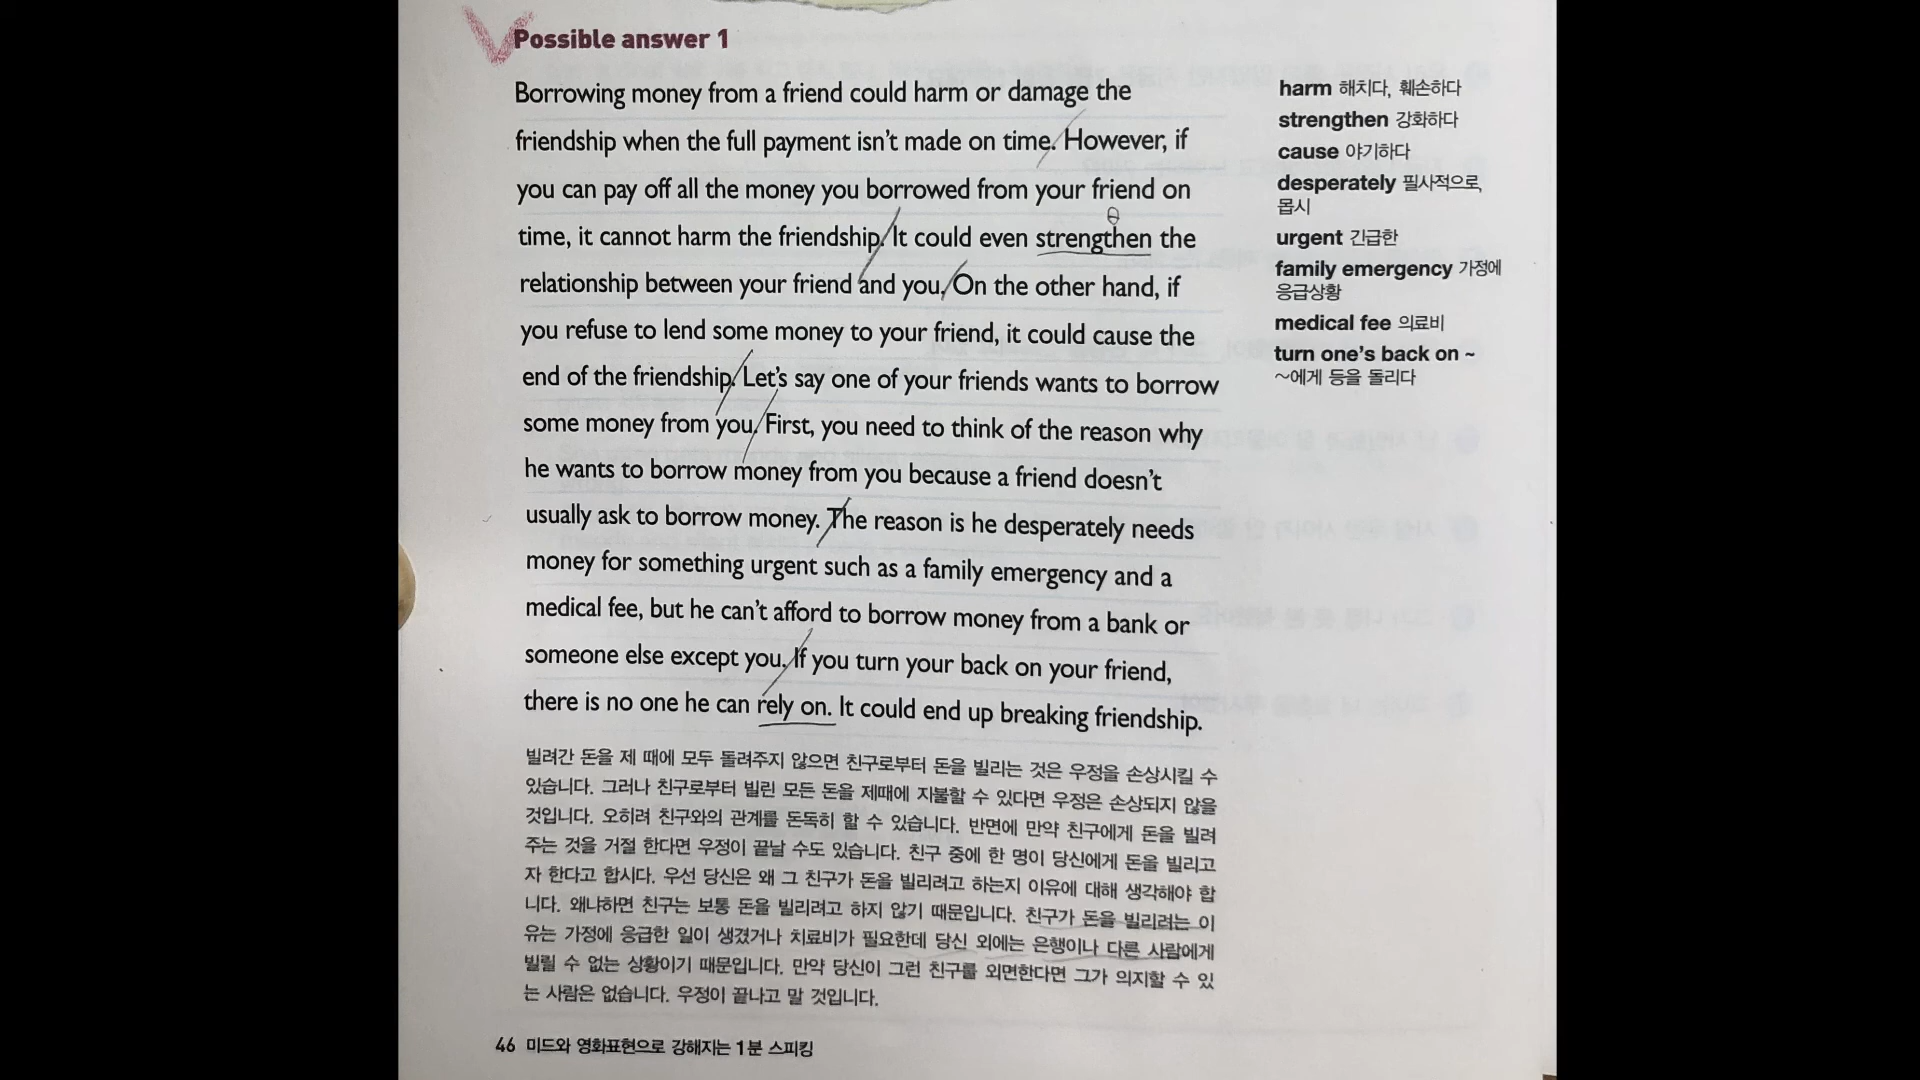 Possible answer 1
Borrowing money from a friend could harm or damage the
friendship when the full payment isn't made on time. However, if
you can pay off all the money you borrowed from your friend on
time, it cannot harm the friendship. It could even strengthen the
relationship between your friend and you. On the other hand, if
you refuse to lend some money to your friend, it could cause the
end of the friendship. Let's say one of your friends wants to borrow
some money from you. First, you need to think of the reason why
he wants to borrow money from you because a friend doesn't
usually ask to borrow money. The reason is he desperately needs
money for something urgent such as a family emergency and a
medical fee, but he can't afford to borrow money from a bank or
someone else except you. If you turn your back on your friend,
there is no one he can rely on. It could end up breaking friendship.
빌려간 돈을 제 때에 모두 돌려주지 않으면 친구로부터 돈을 빌리는 것은 우정을 손상시킬 수
있습니다. 그러나 친구로부터 빌린 모든 돈을 제때에 지불할 수 있다면 우정은 손상되지 않을
것입니다. 오히려 친구와의 관계를 돈독히 할 수 있습니다. 반면에 만약 친구에게 돈을 빌려
주는 것을 거절 한다면 우정이 끝날 수도 있습니다. 친구 중에 한 명이 당신에게 돈을 빌리고
자 한다고 합시다. 우선 당신은 왜 그 친구가 돈을 빌리려고 하는지 이유에 대해 생각해야 합
니다. 왜냐하면 친구는 보통 돈을 빌리려고 하지 않기 때문입니다. 친구가 돈을 빌리려는 이
유는 가정에 응급한 일이 생겼거나 치료비가 필요한데 당신 외에는 은행이나 다른 사람에게
빌릴 수 없는 상황이기 때문입니다. 만약 당신이 그런 친구를 외면한다면 그가 의지할 수 있
는 사람은 없습니다. 우정이 끝나고 말 것입니다.
46 미드와 영화표현으로 강해지는 1분 스피킹
harm 해치다, 훼손하다
strengthen 강화하다
cause 야기하다
desperately 필사적으로,
몹시
urgent 긴급한
family emergency 가정에
응급상황
medical fee 의료비
turn one's back on ~
~에게 등을 돌리다
θ